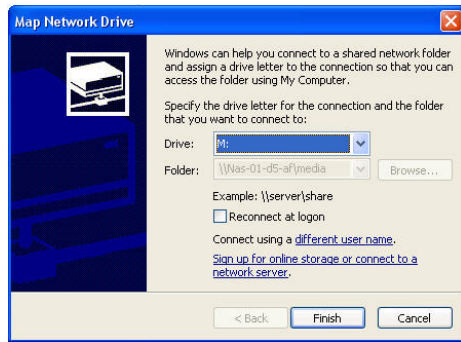 Map Network Drive
Windows can help you connect to a shared network folder
and assign a drive letter to the connection so that you can
access the folder using My Computer.
Specify the drive letter for the connection and the folder
that you want to connect to:
Drive: M:
Folder: \\Nas-01-d5-af\media Browse...
Example: \\server\share
Reconnect at logon
Connect using a different user name.
Sign up for online storage or connect to a
network server.
< Back Finish Cancel